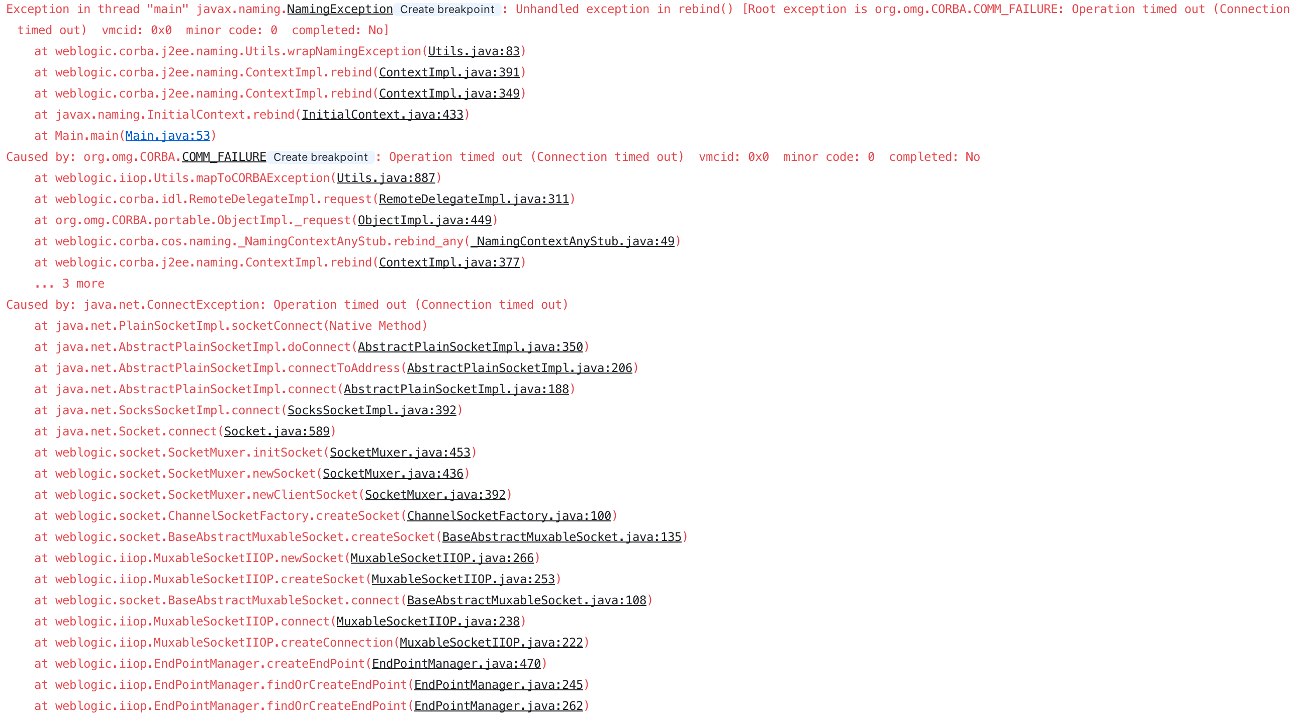 Exception in thread "main" javax.naming.NamingException Create breakpoint : Unhandled exception in rebind() [Root exception is org.omg.CORBA.COMM_FAILURE: Operation timed out (Connection
timed out)  vmcid: 0x0  minor code: 0  completed: No]
at weblogic.corba.j2ee.naming.Utils.wrapNamingException(Utils.java:83)
at weblogic.corba.j2ee.naming.ContextImpl.rebind(ContextImpl.java:391)
at weblogic.corba.j2ee.naming.ContextImpl.rebind(ContextImpl.java:349)
at javax.naming.InitialContext.rebind(InitialContext.java:433)
at Main.main(Main.java:53)
Caused by: org.omg.CORBA.COMM_FAILURE Create breakpoint : Operation timed out (Connection timed out)  vmcid: 0x0  minor code: 0  completed: No
at weblogic.iiop.Utils.mapToCORBAException(Utils.java:887)
at weblogic.corba.idl.RemoteDelegateImpl.request(RemoteDelegateImpl.java:311)
at org.omg.CORBA.portable.ObjectImpl._request(ObjectImpl.java:449)
at weblogic.corba.cos.naming._NamingContextAnyStub.rebind_any(_NamingContextAnyStub.java:49)
at weblogic.corba.j2ee.naming.ContextImpl.rebind(ContextImpl.java:377)
... 3 more
Caused by: java.net.ConnectException: Operation timed out (Connection timed out)
at java.net.PlainSocketImpl.socketConnect(Native Method)
at java.net.AbstractPlainSocketImpl.doConnect(AbstractPlainSocketImpl.java:350)
at java.net.AbstractPlainSocketImpl.connectToAddress(AbstractPlainSocketImpl.java:206)
at java.net.AbstractPlainSocketImpl.connect(AbstractPlainSocketImpl.java:188)
at java.net.SocksSocketImpl.connect(SocksSocketImpl.java:392)
at java.net.Socket.connect(Socket.java:589)
at weblogic.socket.SocketMuxer.initSocket(SocketMuxer.java:453)
at weblogic.socket.SocketMuxer.newSocket(SocketMuxer.java:436)
at weblogic.socket.SocketMuxer.newClientSocket(SocketMuxer.java:392)
at weblogic.socket.ChannelSocketFactory.createSocket(ChannelSocketFactory.java:100)
at weblogic.socket.BaseAbstractMuxableSocket.createSocket(BaseAbstractMuxableSocket.java:135)
at weblogic.iiop.MuxableSocketIIOP.newSocket(MuxableSocketIIOP.java:266)
at weblogic.iiop.MuxableSocketIIOP.createSocket(MuxableSocketIIOP.java:253)
at weblogic.socket.BaseAbstractMuxableSocket.connect(BaseAbstractMuxableSocket.java:108)
at weblogic.iiop.MuxableSocketIIOP.connect(MuxableSocketIIOP.java:238)
at weblogic.iiop.MuxableSocketIIOP.createConnection(MuxableSocketIIOP.java:222)
at weblogic.iiop.EndPointManager.createEndPoint(EndPointManager.java:470)
at weblogic.iiop.EndPointManager.findOrCreateEndPoint(EndPointManager.java:245)
at weblogic.iiop.EndPointManager.findOrCreateEndPoint(EndPointManager.java:262)